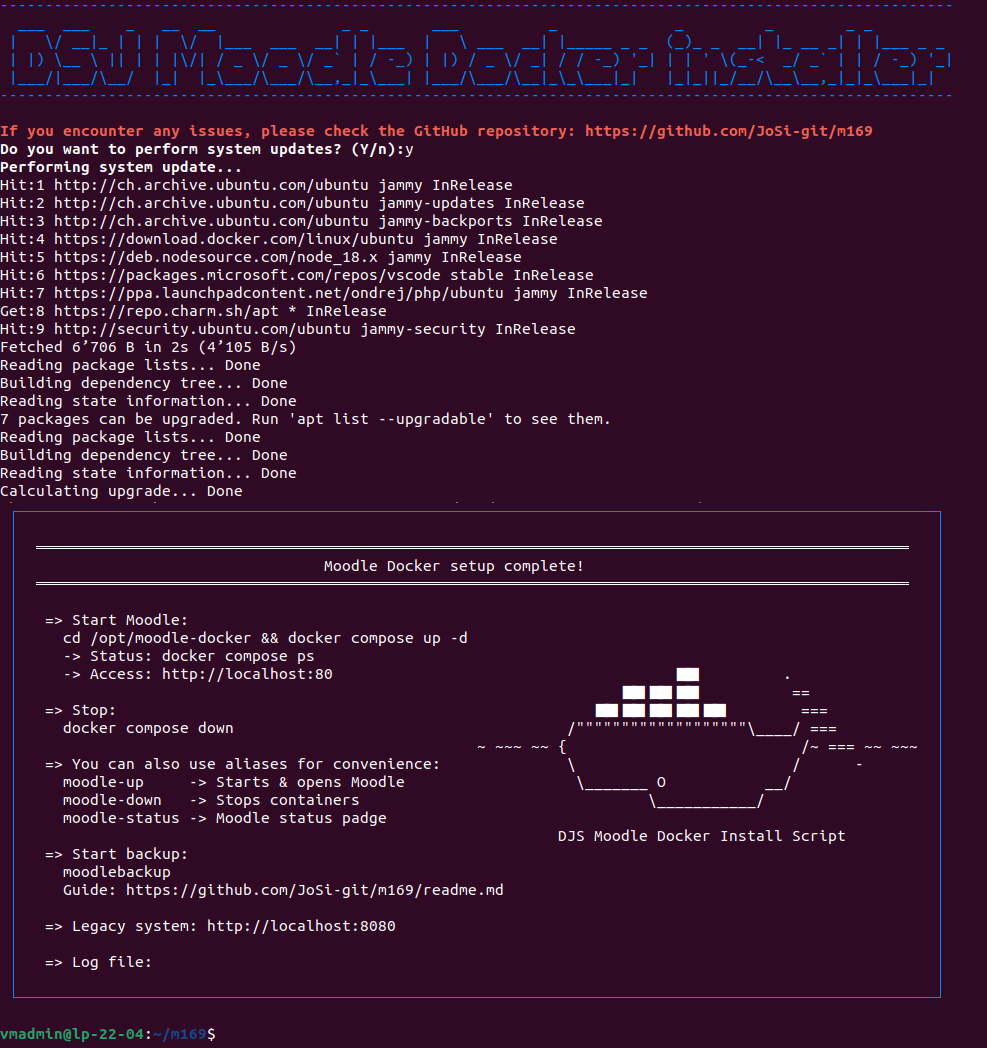 DSJ Moodle Docker installer
If you encounter any issues, please check the GitHub repository: https://github.com/JoSi-git/m169
Do you want to perform system updates? (Y/n):y
Performing system update...
Hit:1 http://ch.archive.ubuntu.com/ubuntu jammy InRelease
Hit:2 http://ch.archive.ubuntu.com/ubuntu jammy-updates InRelease
Hit:3 http://ch.archive.ubuntu.com/ubuntu jammy-backports InRelease
Hit:4 https://download.docker.com/linux/ubuntu jammy InRelease
Hit:5 https://deb.nodesource.com/node_18.x jammy InRelease
Hit:6 https://packages.microsoft.com/repos/vscode stable InRelease
Hit:7 https://ppa.launchpadcontent.net/ondrej/php/ubuntu jammy InRelease
Get:8 https://repo.charm.sh/apt * InRelease
Hit:9 http://security.ubuntu.com/ubuntu jammy-security InRelease
Fetched 6’706 B in 2s (4’105 B/s)
Reading package lists... Done
Building dependency tree... Done
Reading state information... Done
7 packages can be upgraded. Run 'apt list --upgradable' to see them.
Reading package lists... Done
Building dependency tree... Done
Reading state information... Done
Calculating upgrade... Done
Moodle Docker setup complete!
=> Start Moodle:
cd /opt/moodle-docker && docker compose up -d
-> Status: docker compose ps
-> Access: http://localhost:80
=> Stop:
docker compose down
=> You can also use aliases for convenience:
moodle-up -> Starts & opens Moodle
moodle-down -> Stops containers
moodle-status -> Moodle status padge
DJS Moodle Docker Install Script
=> Start backup:
moodlebackup
Guide: https://github.com/JoSi-git/m169/readme.md
=> Legacy system: http://localhost:8080
=> Log file:
vmadmin@lp-22-04:~/m169$